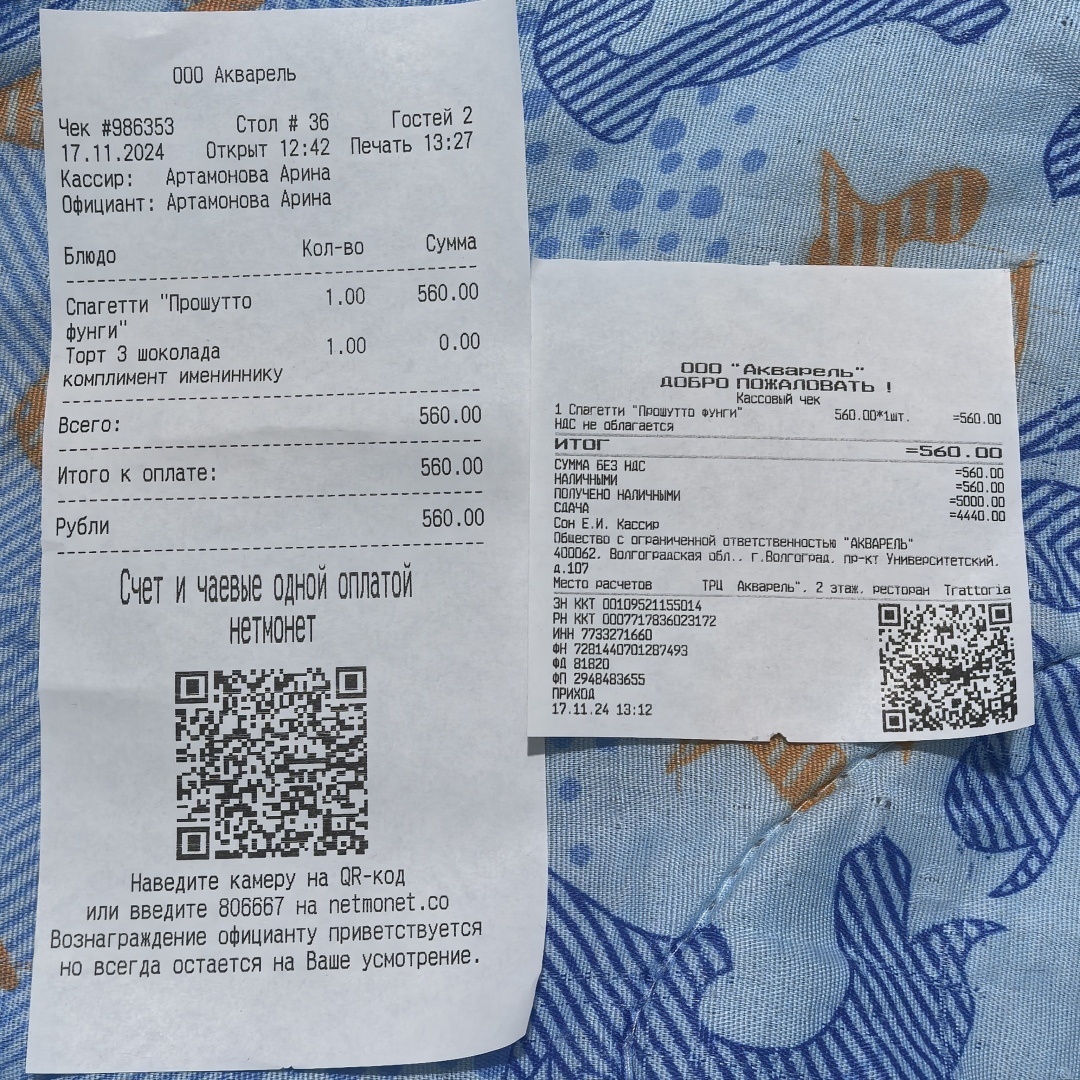 ООО Акварель
Чек #986353 Стол # 36 Гостей 2
17.11.2024 Открыт 12:42 Печать 13:27
Кассир: Артамонова Арина
Официант: Артамонова Арина
Блюдо Кол-во Сумма
Спагетти "Прошутто 1.00 560.00
фунги"
Торт 3 шоколада 1.00 0.00
комплимент имениннику
Всего: 560.00
Итого к оплате: 560.00
Рубли 560.00
Счет и чаевые одной оплатой
нетмонет
Наведите камеру на QR-код
или введите 806667 на netmonet.co
Вознаграждение официанту приветствуется
но всегда остается на Ваше усмотрение.
ООО "Акварель"
ДОБРО ПОЖАЛОВАТЬ !
Кассовый чек
1 Спагетти "Прошутто фунги" 560.00*1шт. =560.00
НДС не облагается
ИТОГ =560.00
СУММА БЕЗ НДС =560.00
НАЛИЧНЫМИ =560.00
ПОЛУЧЕНО НАЛИЧНЫМИ =5000.00
СДАЧА =4440.00
Сон Е.И. Кассир
Общество с ограниченной ответственностью "АКВАРЕЛЬ"
400062. Волгоградская обл.. г.Волгоград. пр-кт Университетский.
д.107
Место расчетов ТРЦ Акварель". 2 этаж. ресторан Trattoria
ЗН ККТ 00109521155014
РН ККТ 0007717836023172
ИНН 7733271660
ФН 7281440701287493
ФД 81820
ФП 2948483655
ПРИХОД
17.11.24 13:12